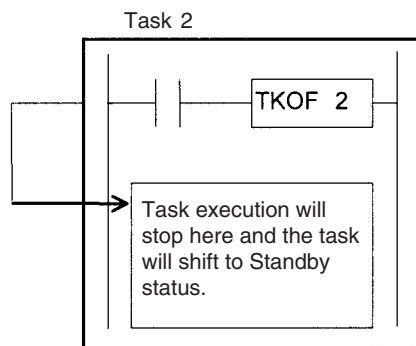 Task 2
TKOF 2
Task execution will
stop here and the task
will shift to Standby
status.